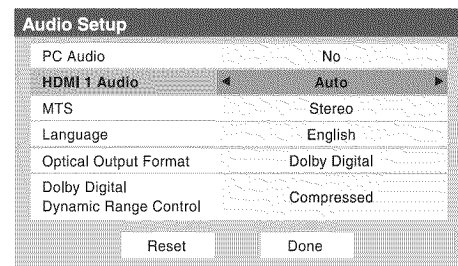 Audio Setup
PC Audio No
HDMI 1 Audio Auto
MTS Stereo
Language English
Optical Output Format Dolby Digital
Dolby Digital
Dynamic Range Control Compressed
Reset Done